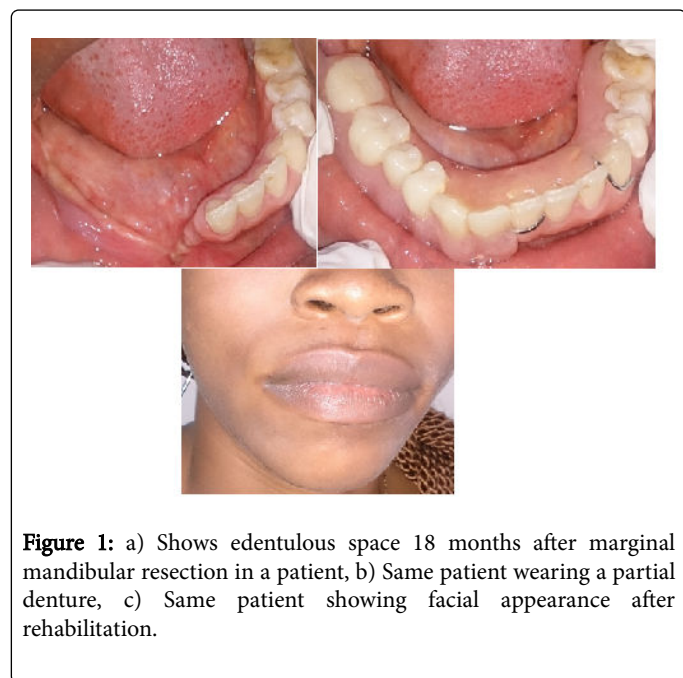 Figure 1: a) Shows edentulous space 18 months after marginal
mandibular resection in a patient, b) Same patient wearing a partial
denture, c) Same patient showing facial appearance after
rehabilitation.